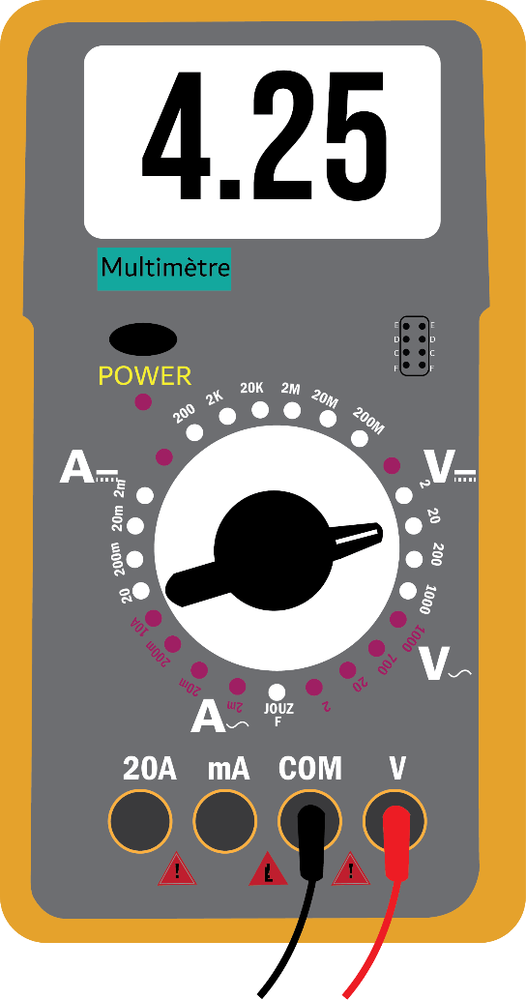 4.25
Multimètre
E E
D D
C C
F F
POWER
200 2K 20K 2M 20M 200M
A
2m
20m
200m
20
V
2
20
200
1000
10A
200m
20m
2m
A
JOUZ
F
2
20
700
1000
V
20A mA COM V
! !